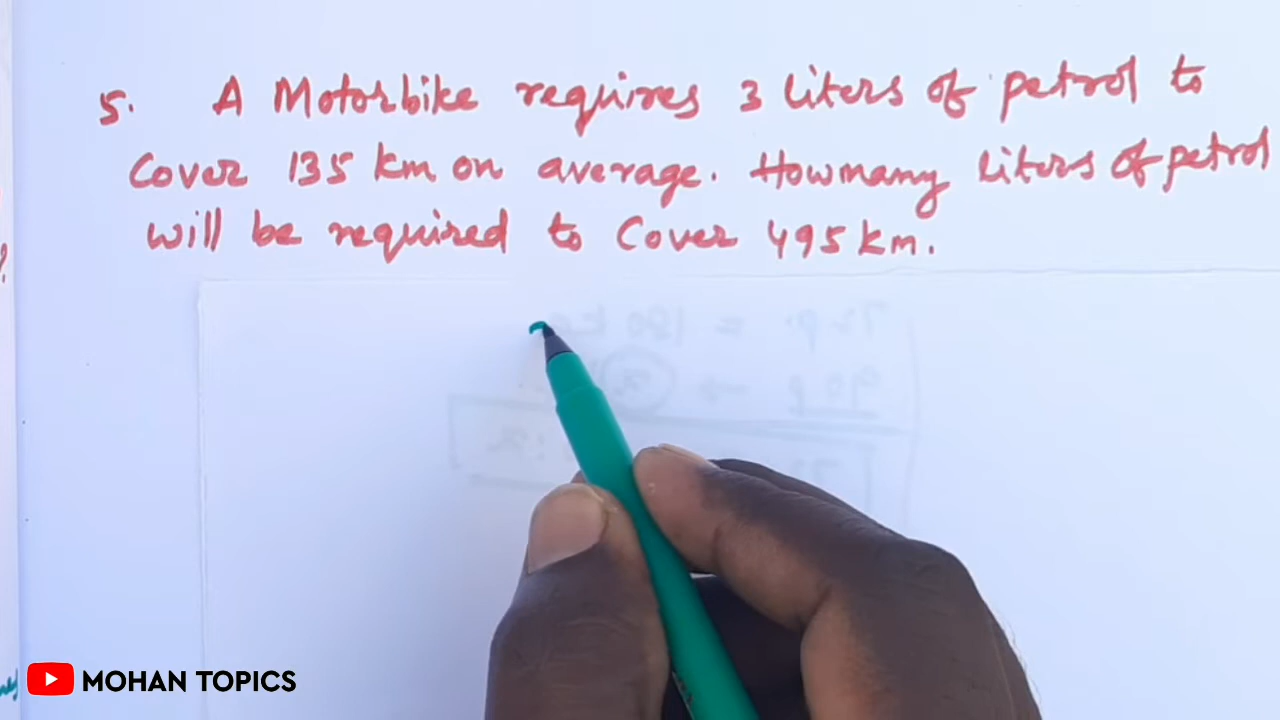 5. A Motorbike requires 3 liters of petrol to
Cover 135 km on average. Howmany liters of petrol
will be required to Cover 495 km.
MOHAN TOPICS